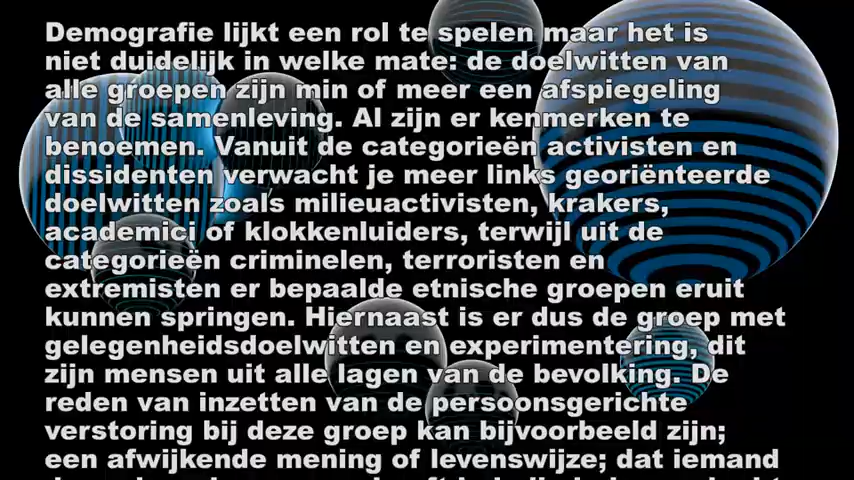 Demografie lijkt een rol te spelen maar het is
niet duidelijk in welke mate: de doelwitten van
alle groepen zijn min of meer een afspiegeling
van de samenleving. Al zijn er kenmerken te
benoemen. Vanuit de categorieën activisten en
dissidenten verwacht je meer links georiënteerde
doelwitten zoals milieuactivisten, krakers,
academici of klokkenluiders, terwijl uit de
categorieën criminelen, terroristen en
extremisten er bepaalde etnische groepen eruit
kunnen springen. Hiernaast is er dus de groep met
gelegenheidsdoelwitten en experimentering, dit
zijn mensen uit alle lagen van de bevolking. De
reden van inzetten van de persoonsgerichte
verstoring bij deze groep kan bijvoorbeeld zijn;
een afwijkende mening of levenswijze; dat iemand